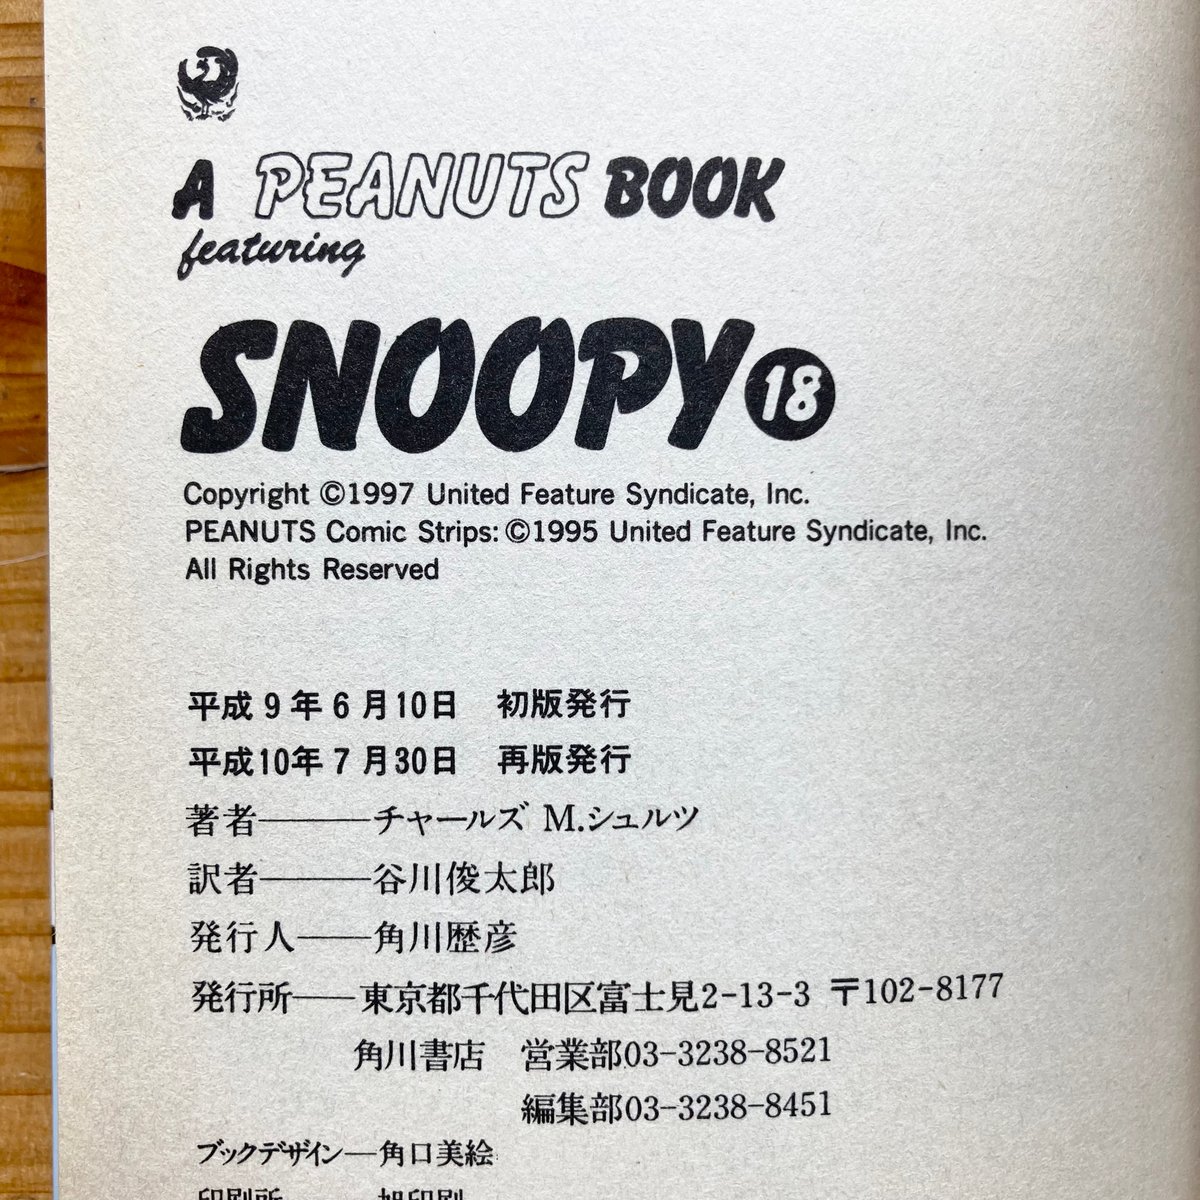 A PEANUTS BOOK
featuring
SNOOPY 18
Copyright ©1997 United Feature Syndicate, Inc.
PEANUTS Comic Strips: ©1995 United Feature Syndicate, Inc.
All Rights Reserved
平成9年6月10日 初版発行
平成10年7月30日 再版発行
著者――チャールズ M.シュルツ
訳者――谷川俊太郎
発行人――角川歴彦
発行所――東京都千代田区富士見2-13-3 〒102-8177
角川書店 営業部03-3238-8521
編集部03-3238-8451
ブックデザイン―角口美絵
印刷所――旭印刷